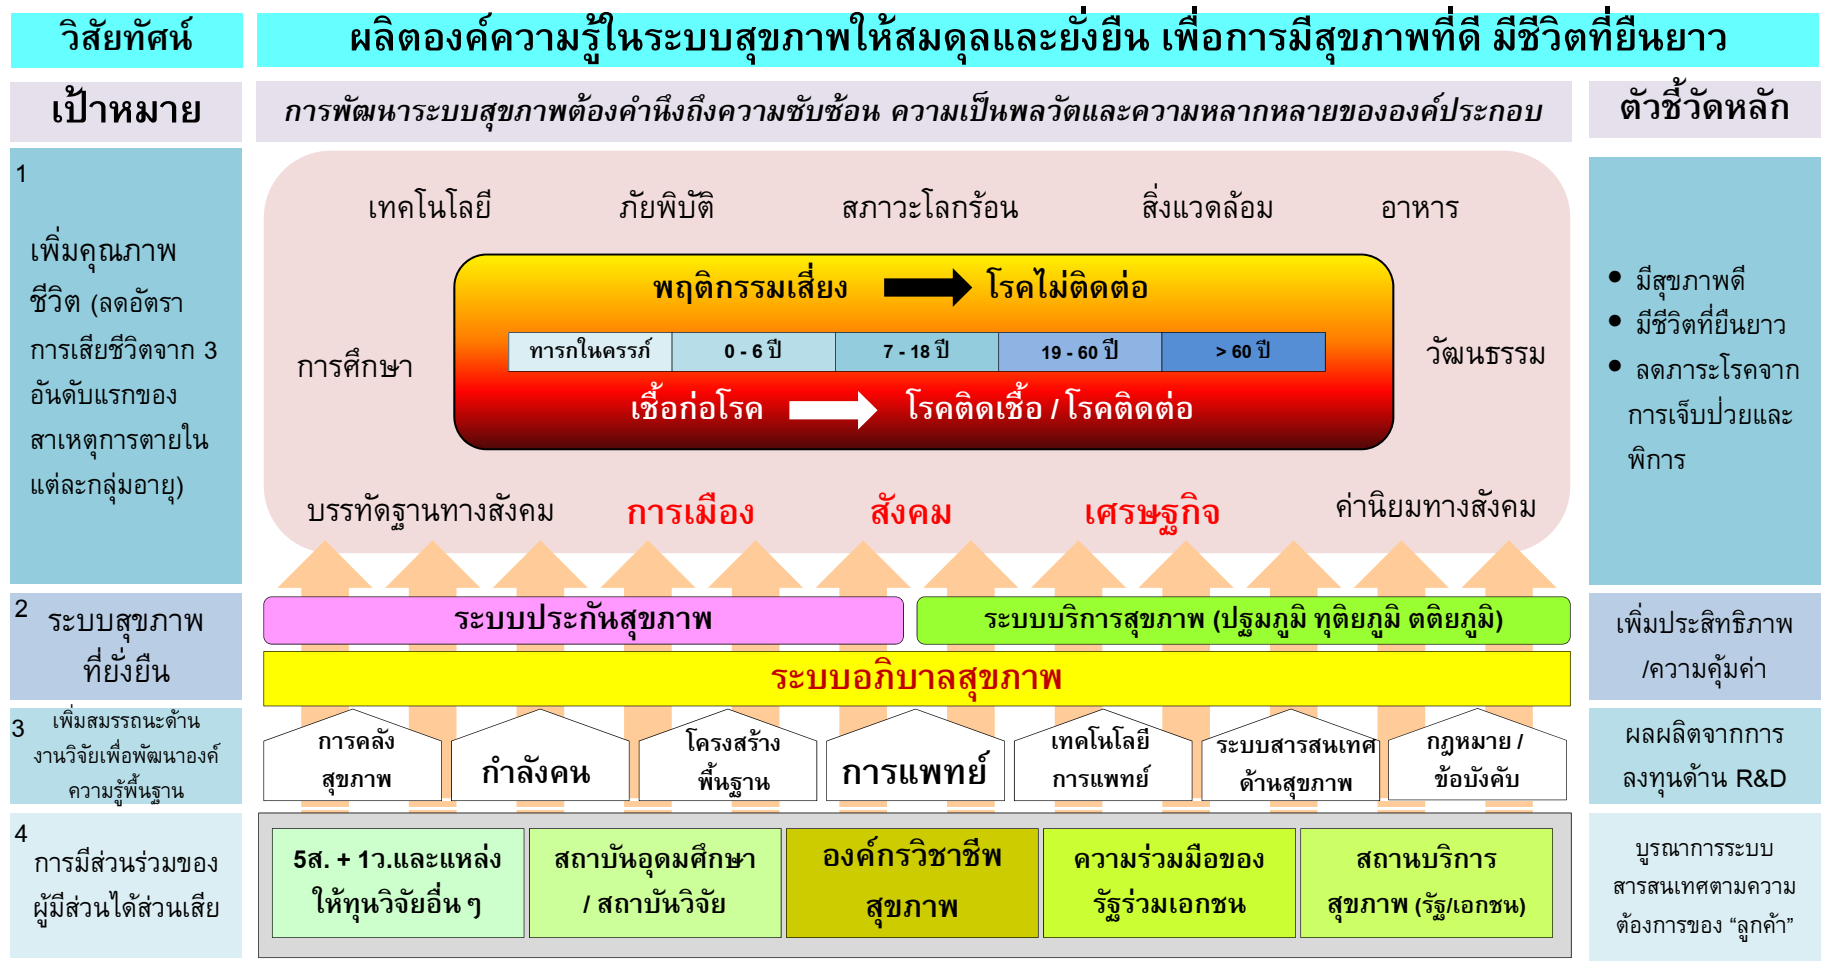 วิสัยทัศน์
ผลิตองค์ความรู้ในระบบสุขภาพให้สมดุลและยั่งยืน เพื่อการมีสุขภาพที่ดี มีชีวิตที่ยืนยาว
เป้าหมาย
การพัฒนาระบบสุขภาพต้องคำนึงถึงความซับซ้อน ความเป็นพลวัตและความหลากหลายขององค์ประกอบ
ตัวชี้วัดหลัก
1
เพิ่มคุณภาพ
ชีวิต (ลดอัตรา
การเสียชีวิตจาก 3
อันดับแรกของ
สาเหตุการตายใน
แต่ละกลุ่มอายุ)
เทคโนโลยี
ภัยพิบัติ
สภาวะโลกร้อน
สิ่งแวดล้อม
อาหาร
พฤติกรรมเสี่ยง
โรคไม่ติดต่อ
การศึกษา
ทารกในครรภ์
0 - 6 ปี
7 - 18 ปี
19 - 60 ปี
> 60 ปี
วัฒนธรรม
เชื้อก่อโรค
โรคติดเชื้อ / โรคติดต่อ
บรรทัดฐานทางสังคม
การเมือง
สังคม
เศรษฐกิจ
ค่านิยมทางสังคม
• มีสุขภาพดี
• มีชีวิตที่ยืนยาว
• ลดภาระโรคจาก
การเจ็บป่วยและ
พิการ
2
ระบบสุขภาพ
ที่ยั่งยืน
ระบบประกันสุขภาพ
ระบบบริการสุขภาพ (ปฐมภูมิ ทุติยภูมิ ตติยภูมิ)
ระบบอภิบาลสุขภาพ
เพิ่มประสิทธิภาพ
/ความคุ้มค่า
3
เพิ่มสมรรถนะด้าน
งานวิจัยเพื่อพัฒนาองค์
ความรู้พื้นฐาน
การคลัง
สุขภาพ
กำลังคน
โครงสร้าง
พื้นฐาน
การแพทย์
เทคโนโลยี
การแพทย์
ระบบสารสนเทศ
ด้านสุขภาพ
กฎหมาย /
ข้อบังคับ
ผลผลิตจากการ
ลงทุนด้าน R&D
4
การมีส่วนร่วมของ
ผู้มีส่วนได้ส่วนเสีย
5ส. + 1ว.และแหล่ง
ให้ทุนวิจัยอื่น ๆ
สถาบันอุดมศึกษา
/ สถาบันวิจัย
องค์กรวิชาชีพ
สุขภาพ
ความร่วมมือของ
รัฐร่วมเอกชน
สถานบริการ
สุขภาพ (รัฐ/เอกชน)
บูรณาการระบบ
สารสนเทศตามความ
ต้องการของ “ลูกค้า”